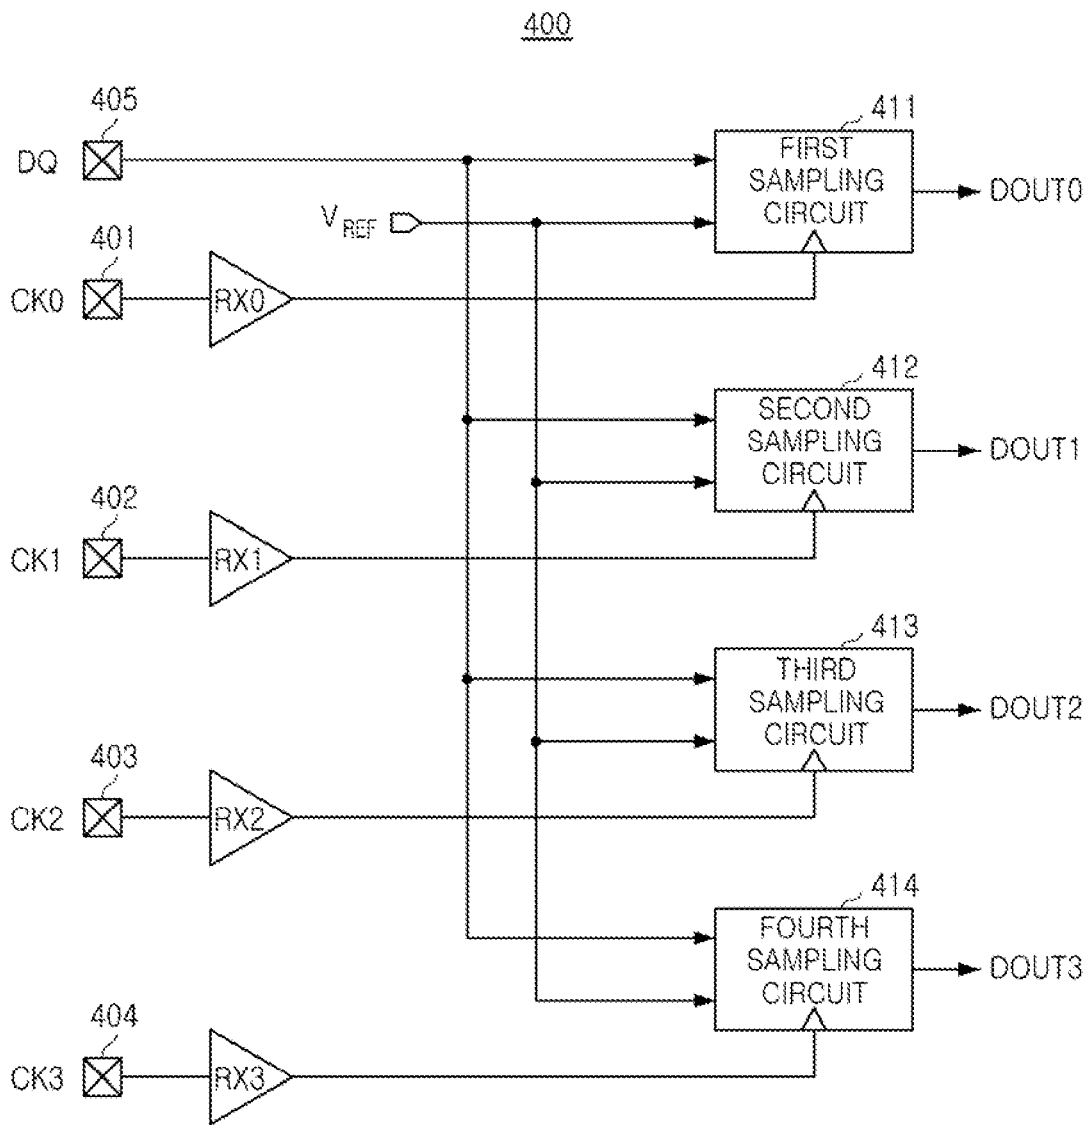 400
405
DQ
411
FIRST
SAMPLING
CIRCUIT
DOUT0
VREF
401
CK0
RX0
412
SECOND
SAMPLING
CIRCUIT
DOUT1
402
CK1
RX1
413
THIRD
SAMPLING
CIRCUIT
DOUT2
403
CK2
RX2
414
FOURTH
SAMPLING
CIRCUIT
DOUT3
404
CK3
RX3